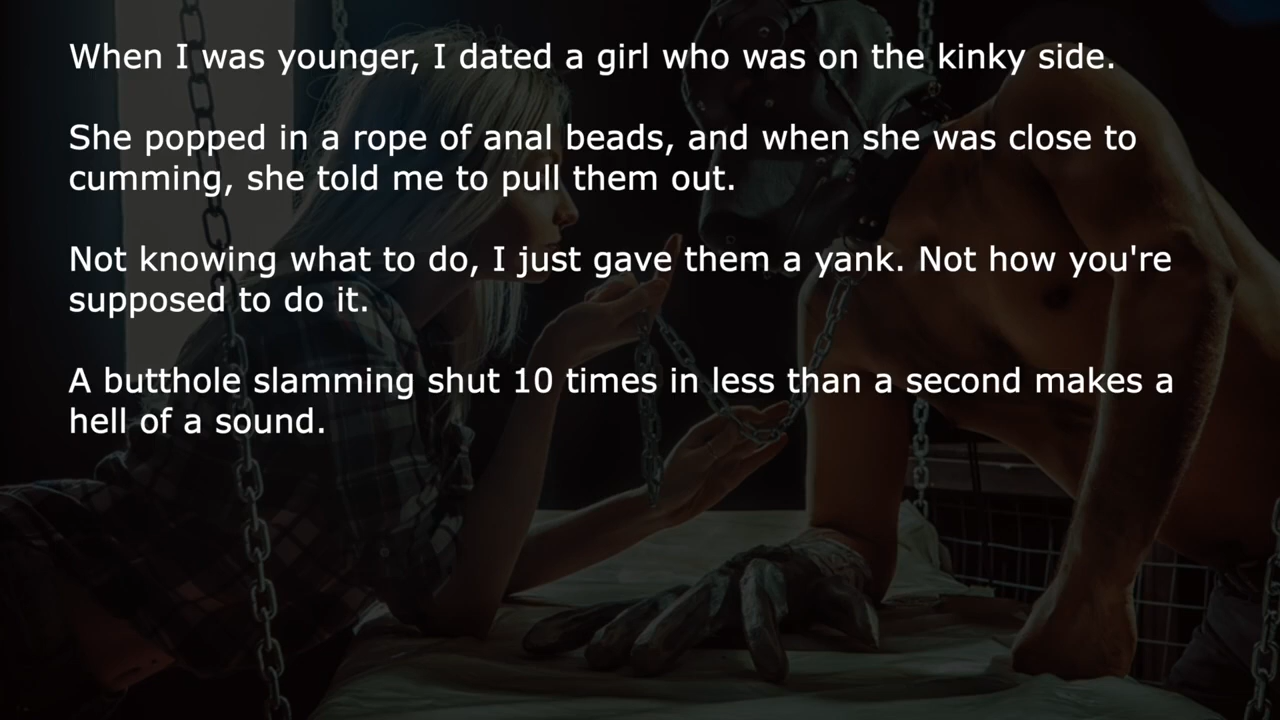 When I was younger, I dated a girl who was on the kinky side.
She popped in a rope of anal beads, and when she was close to
cumming, she told me to pull them out.
Not knowing what to do, I just gave them a yank. Not how you're
supposed to do it.
A butthole slamming shut 10 times in less than a second makes a
hell of a sound.